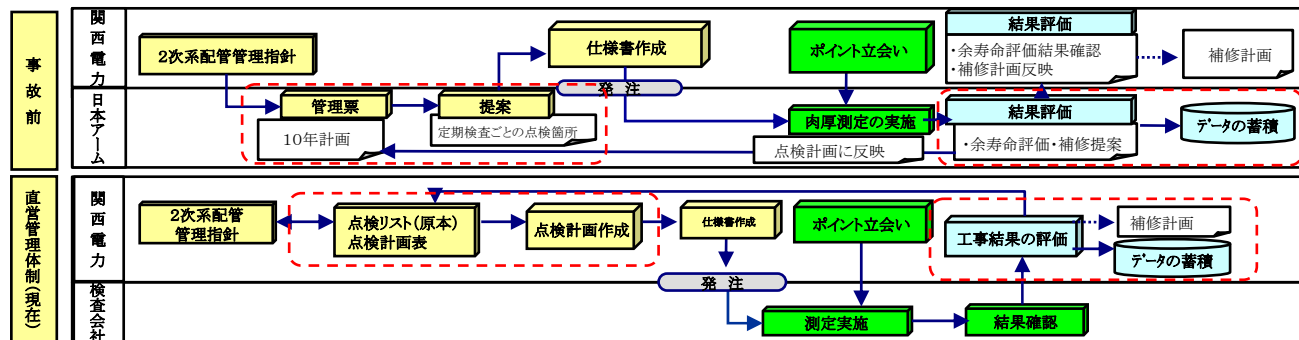 事故前
関西電力
2次系配管管理指針
仕様書作成
ポイント立会い
結果評価
・余寿命評価結果確認
・補修計画反映
補修計画
発 注
日本アーム
管理票
10年計画
提案
定期検査ごとの点検箇所
肉厚測定の実施
点検計画に反映
結果評価
・余寿命評価・補修提案
データの蓄積
直営管理体制(現在)
関西電力
2次系配管
管理指針
点検リスト(原本)
点検計画表
点検計画作成
仕様書作成
ポイント立会い
工事結果の評価
補修計画
データの蓄積
発 注
検査会社
測定実施
結果確認